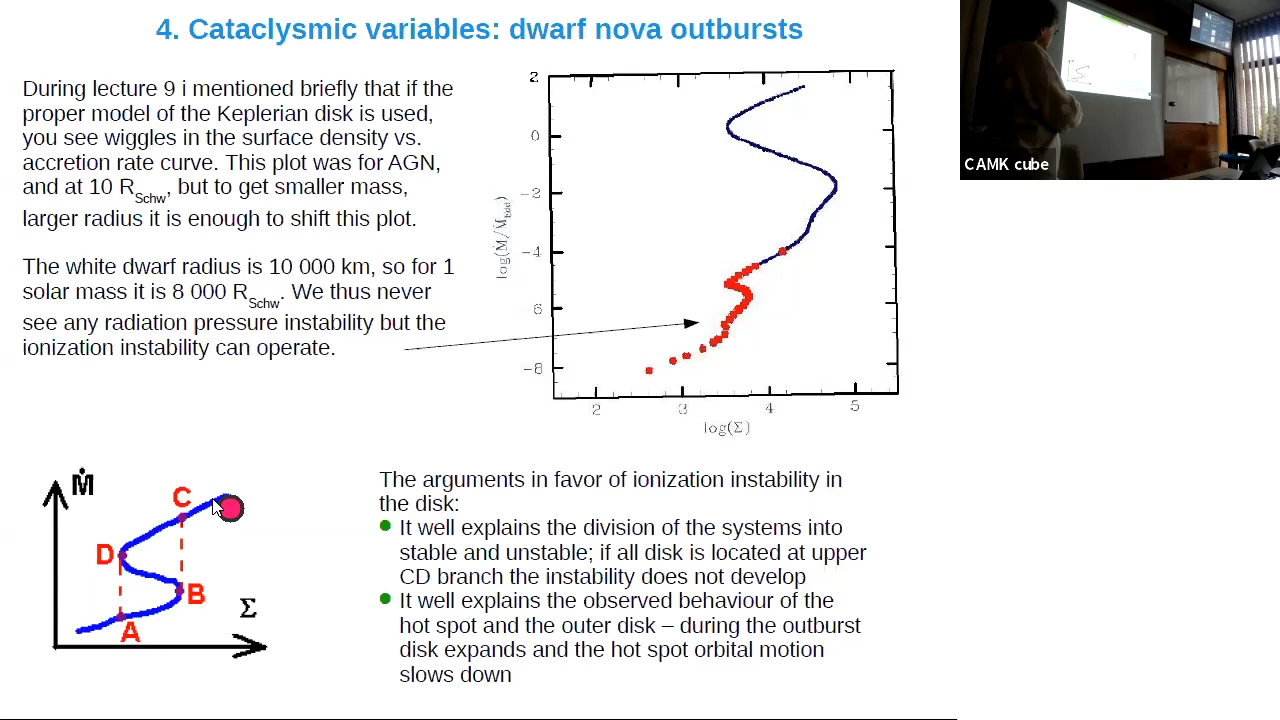 4. Cataclysmic variables: dwarf nova outbursts
During lecture 9 i mentioned briefly that if the
proper model of the Keplerian disk is used,
you see wiggles in the surface density vs.
accretion rate curve. This plot was for AGN,
and at 10 R_Schw, but to get smaller mass,
larger radius it is enough to shift this plot.
The white dwarf radius is 10 000 km, so for 1
solar mass it is 8 000 R_Schw. We thus never
see any radiation pressure instability but the
ionization instability can operate.
2
0
−2
−4
−6
−8
log(Ṁ/Ṁ_Edd)
2 3 4 5
log(Σ)
CAMK cube
Ṁ
C
D
B
Σ
A
The arguments in favor of ionization instability in
the disk:
● It well explains the division of the systems into
stable and unstable; if all disk is located at upper
CD branch the instability does not develop
● It well explains the observed behaviour of the
hot spot and the outer disk – during the outburst
disk expands and the hot spot orbital motion
slows down